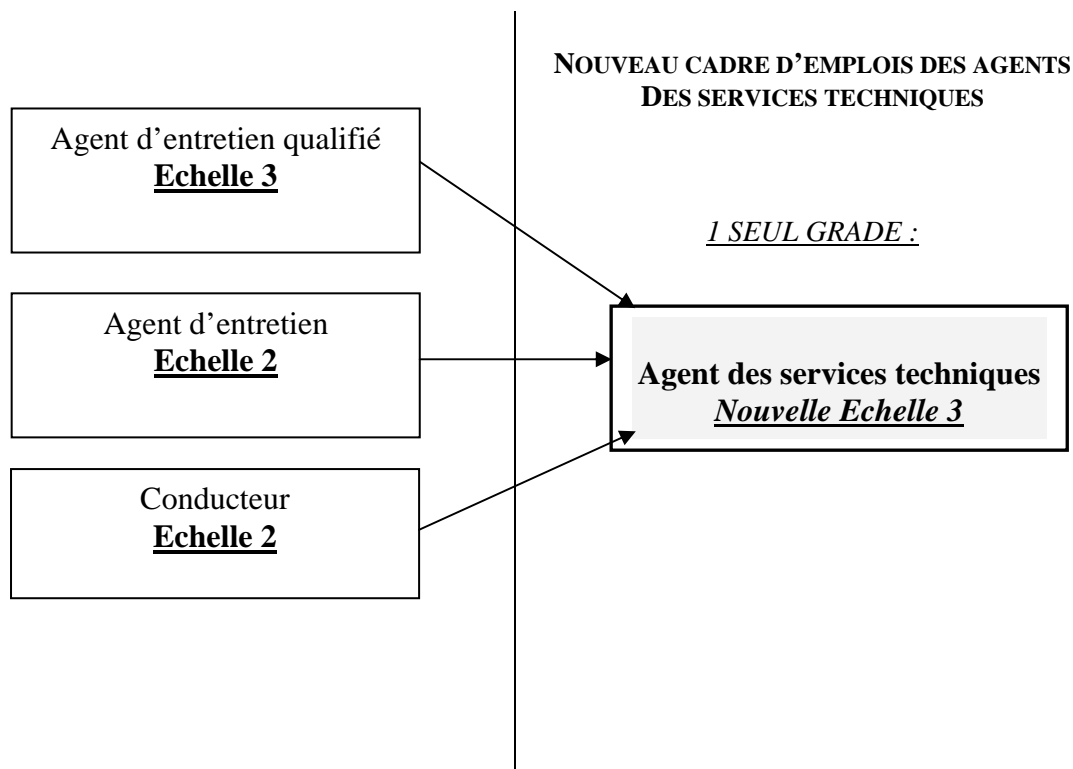 NOUVEAU CADRE D’EMPLOIS DES AGENTS
DES SERVICES TECHNIQUES
Agent d’entretien qualifié
Echelle 3
1 SEUL GRADE :
Agent d’entretien
Echelle 2
Agent des services techniques
Nouvelle Echelle 3
Conducteur
Echelle 2